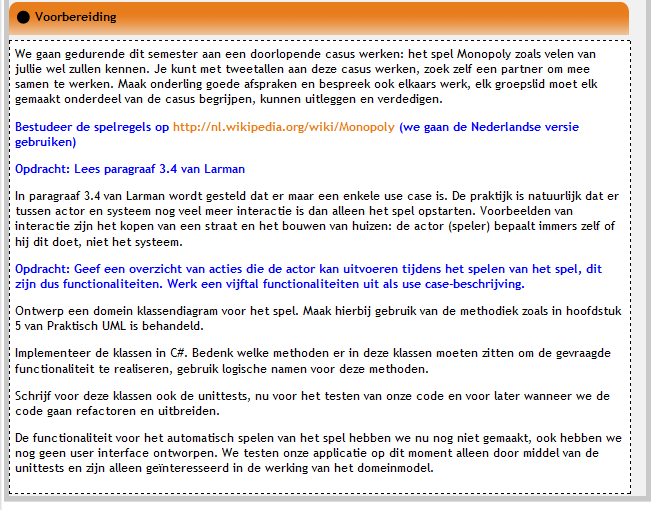 Voorbereiding
We gaan gedurende dit semester aan een doorlopende casus werken: het spel Monopoly zoals velen van
jullie wel zullen kennen. Je kunt met tweetallen aan deze casus werken, zoek zelf een partner om mee
samen te werken. Maak onderling goede afspraken en bespreek ook elkaars werk, elk groepslid moet elk
gemaakt onderdeel van de casus begrijpen, kunnen uitleggen en verdedigen.
Bestudeer de spelregels op http://nl.wikipedia.org/wiki/Monopoly (we gaan de Nederlandse versie
gebruiken)
Opdracht: Lees paragraaf 3.4 van Larman
In paragraaf 3.4 van Larman wordt gesteld dat er maar een enkele use case is. De praktijk is natuurlijk dat er
tussen actor en systeem nog veel meer interactie is dan alleen het spel opstarten. Voorbeelden van
interactie zijn het kopen van een straat en het bouwen van huizen: de actor (speler) bepaalt immers zelf of
hij dit doet, niet het systeem.
Opdracht: Geef een overzicht van acties die de actor kan uitvoeren tijdens het spelen van het spel, dit
zijn dus functionaliteiten. Werk een vijftal functionaliteiten uit als use case-beschrijving.
Ontwerp een domein klassendiagram voor het spel. Maak hierbij gebruik van de methodiek zoals in hoofdstuk
5 van Praktisch UML is behandeld.
Implementeer de klassen in C#. Bedenk welke methoden er in deze klassen moeten zitten om de gevraagde
functionaliteit te realiseren, gebruik logische namen voor deze methoden.
Schrijf voor deze klassen ook de unittests, nu voor het testen van onze code en voor later wanneer we de
code gaan refactoren en uitbreiden.
De functionaliteit voor het automatisch spelen van het spel hebben we nu nog niet gemaakt, ook hebben we
nog geen user interface ontworpen. We testen onze applicatie op dit moment alleen door middel van de
unittests en zijn alleen geïnteresseerd in de werking van het domeinmodel.